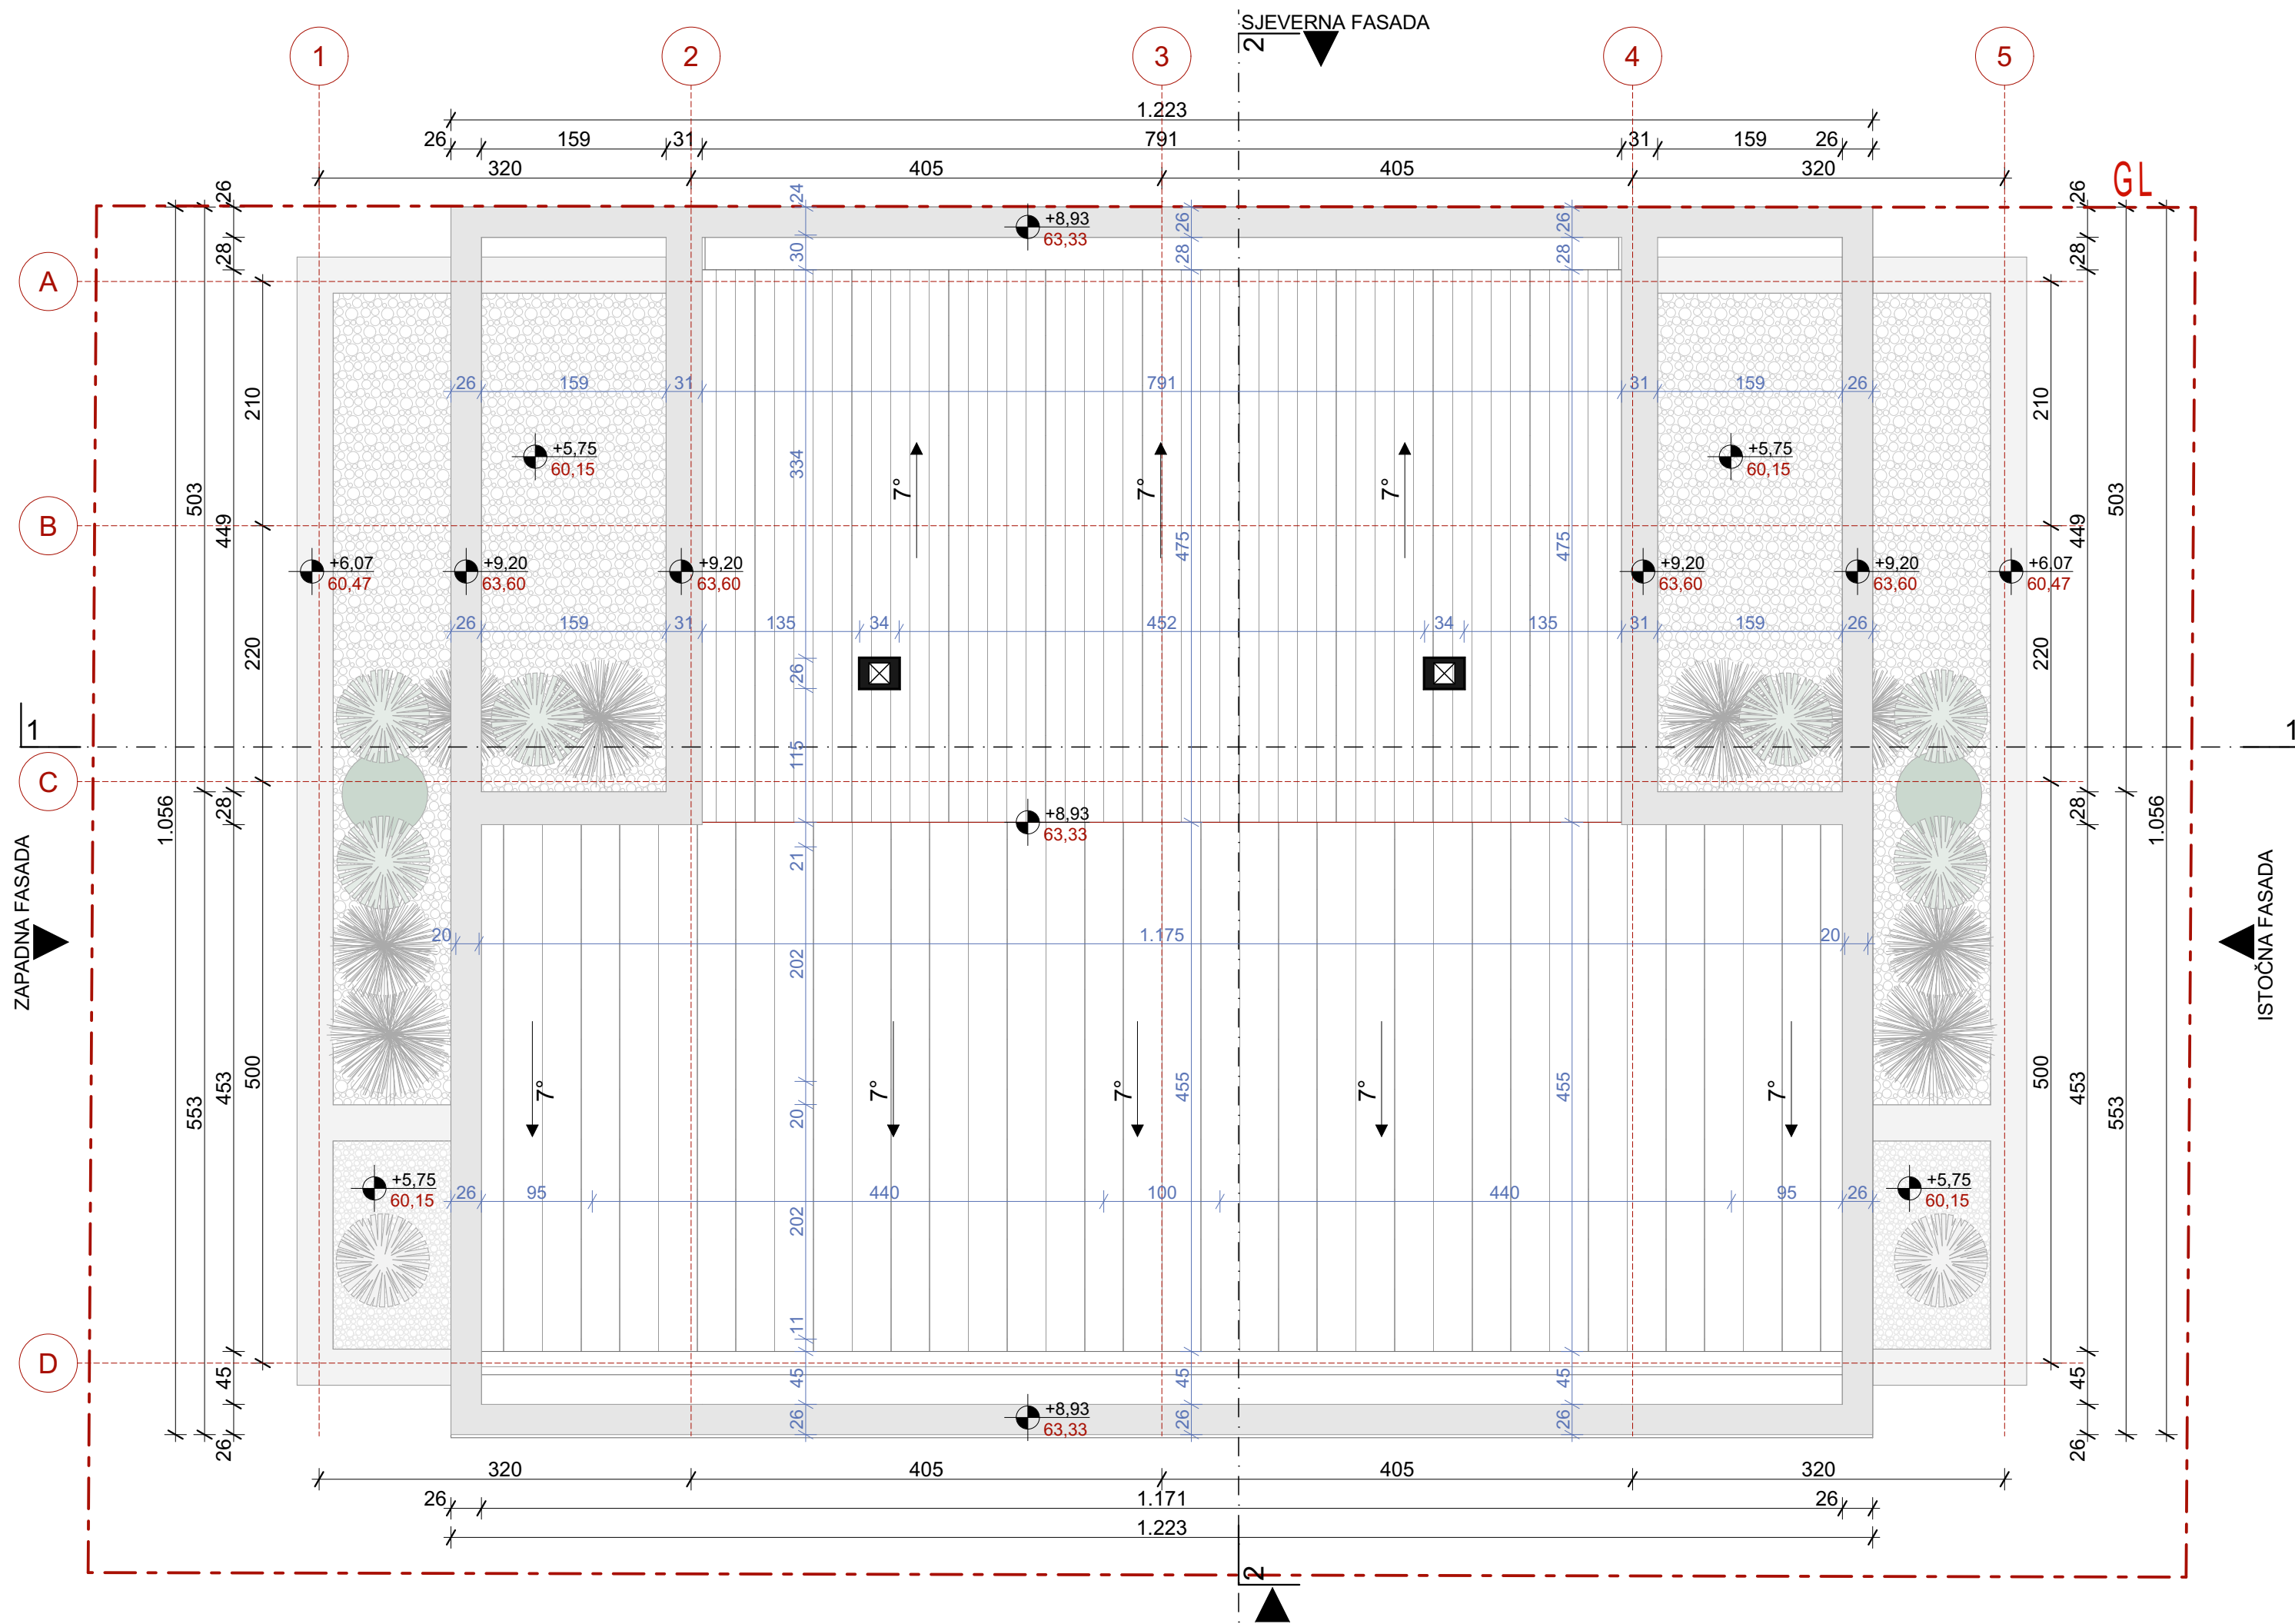 SJEVERNA FASADA
2
1 2 3 4 5
1.223
26 159 31 791 31 159 26
320 405 405 320
GL
26 24 26 26 26
+8,93
63,33
28 30 28 28 28
A
26 159 31 791 31 159 26
210 210
+5,75
60,15
+5,75
60,15
334
7° 7° 7°
503 503
B
449 475 475 449
+6,07
60,47
+9,20
63,60
+9,20
63,60
+9,20
63,60
+9,20
63,60
+6,07
60,47
26 159 31 135 34 452 34 135 31 159 26
220 26 220
1 1
115
C
1.056 28 28 1.056
+8,93
63,33
21
ZAPADNA FASADA
ISTOČNA FASADA
20 1.175 20
202
553 453 500 455 455 500 453 553
7° 7° 7° 7° 7°
20
+5,75
60,15
+5,75
60,15
26 95 440 100 440 95 26
202
11
D
45 45 45 45 45
+8,93
63,33
26 26 26 26 26
320 405 405 320
26 1.171 26
1.223
2